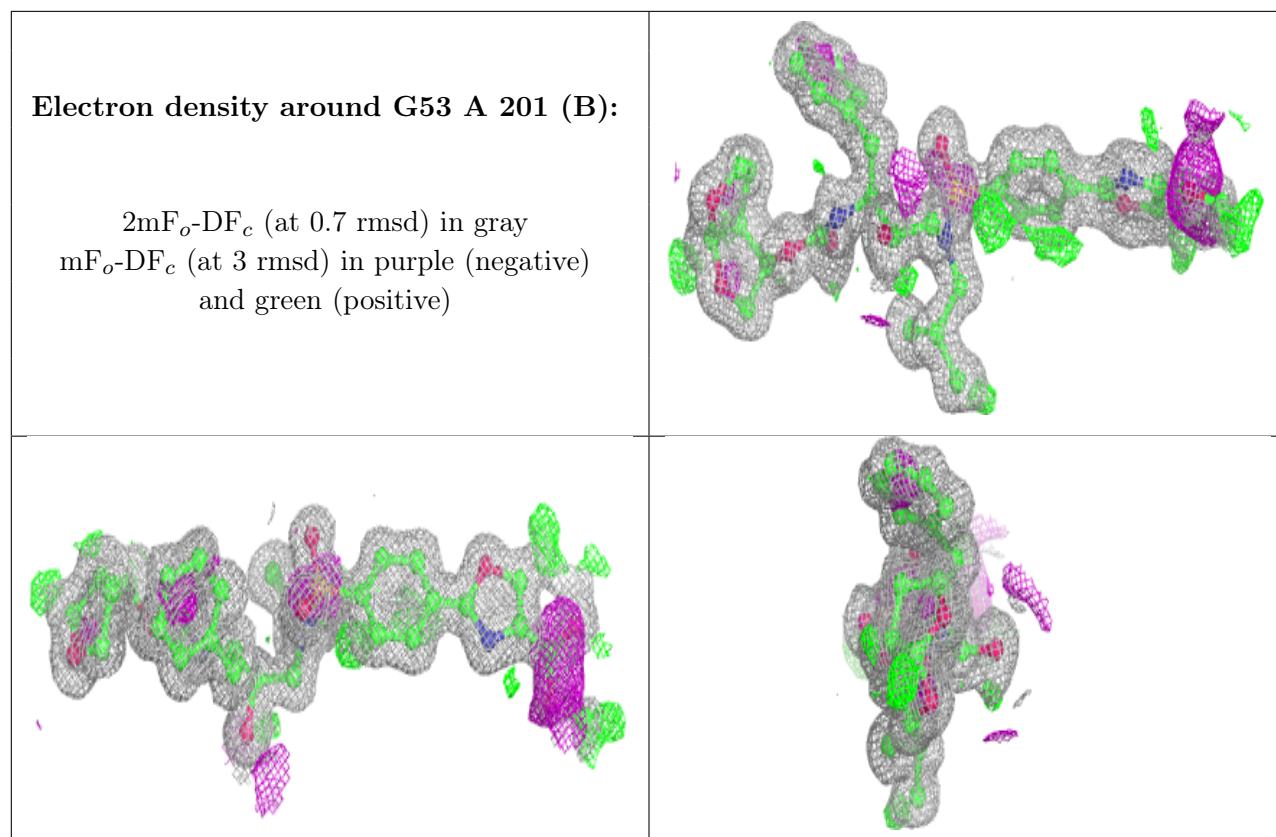 Electron density around G53 A 201 (B):
2mFo-DFc (at 0.7 rmsd) in gray
mFo-DFc (at 3 rmsd) in purple (negative)
and green (positive)